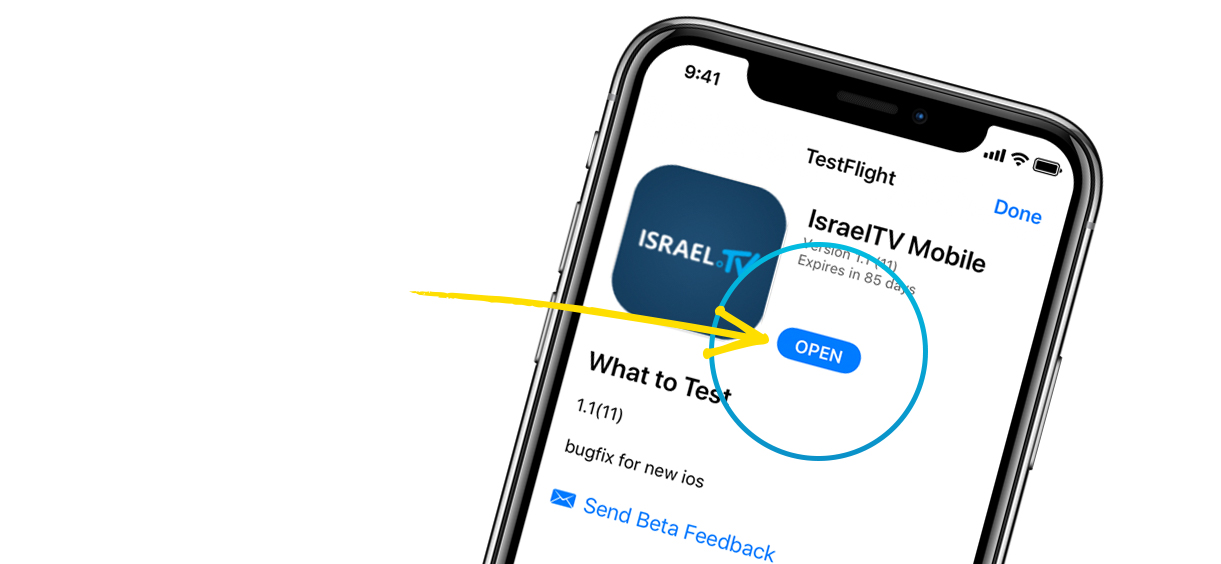 9:41
TestFlight
Done
ISRAEL.TV
IsraelTV Mobile
Version 1.1 (11)
Expires in 85 days
OPEN
What to Test
1.1(11)
bugfix for new ios
Send Beta Feedback